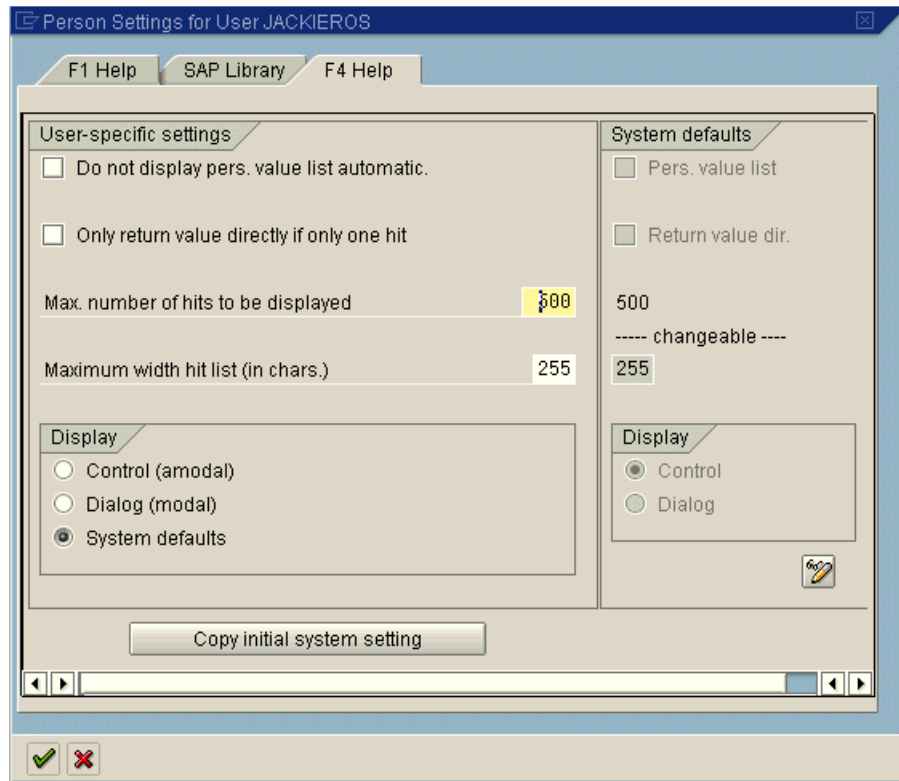 Person Settings for User JACKIEROS
F1 Help SAP Library F4 Help
User-specific settings
Do not display pers. value list automatic.
Only return value directly if only one hit
Max. number of hits to be displayed 500
Maximum width hit list (in chars.) 255
Display
Control (amodal)
Dialog (modal)
System defaults
System defaults
Pers. value list
Return value dir.
500
----- changeable ----
255
Display
Control
Dialog
Copy initial system setting